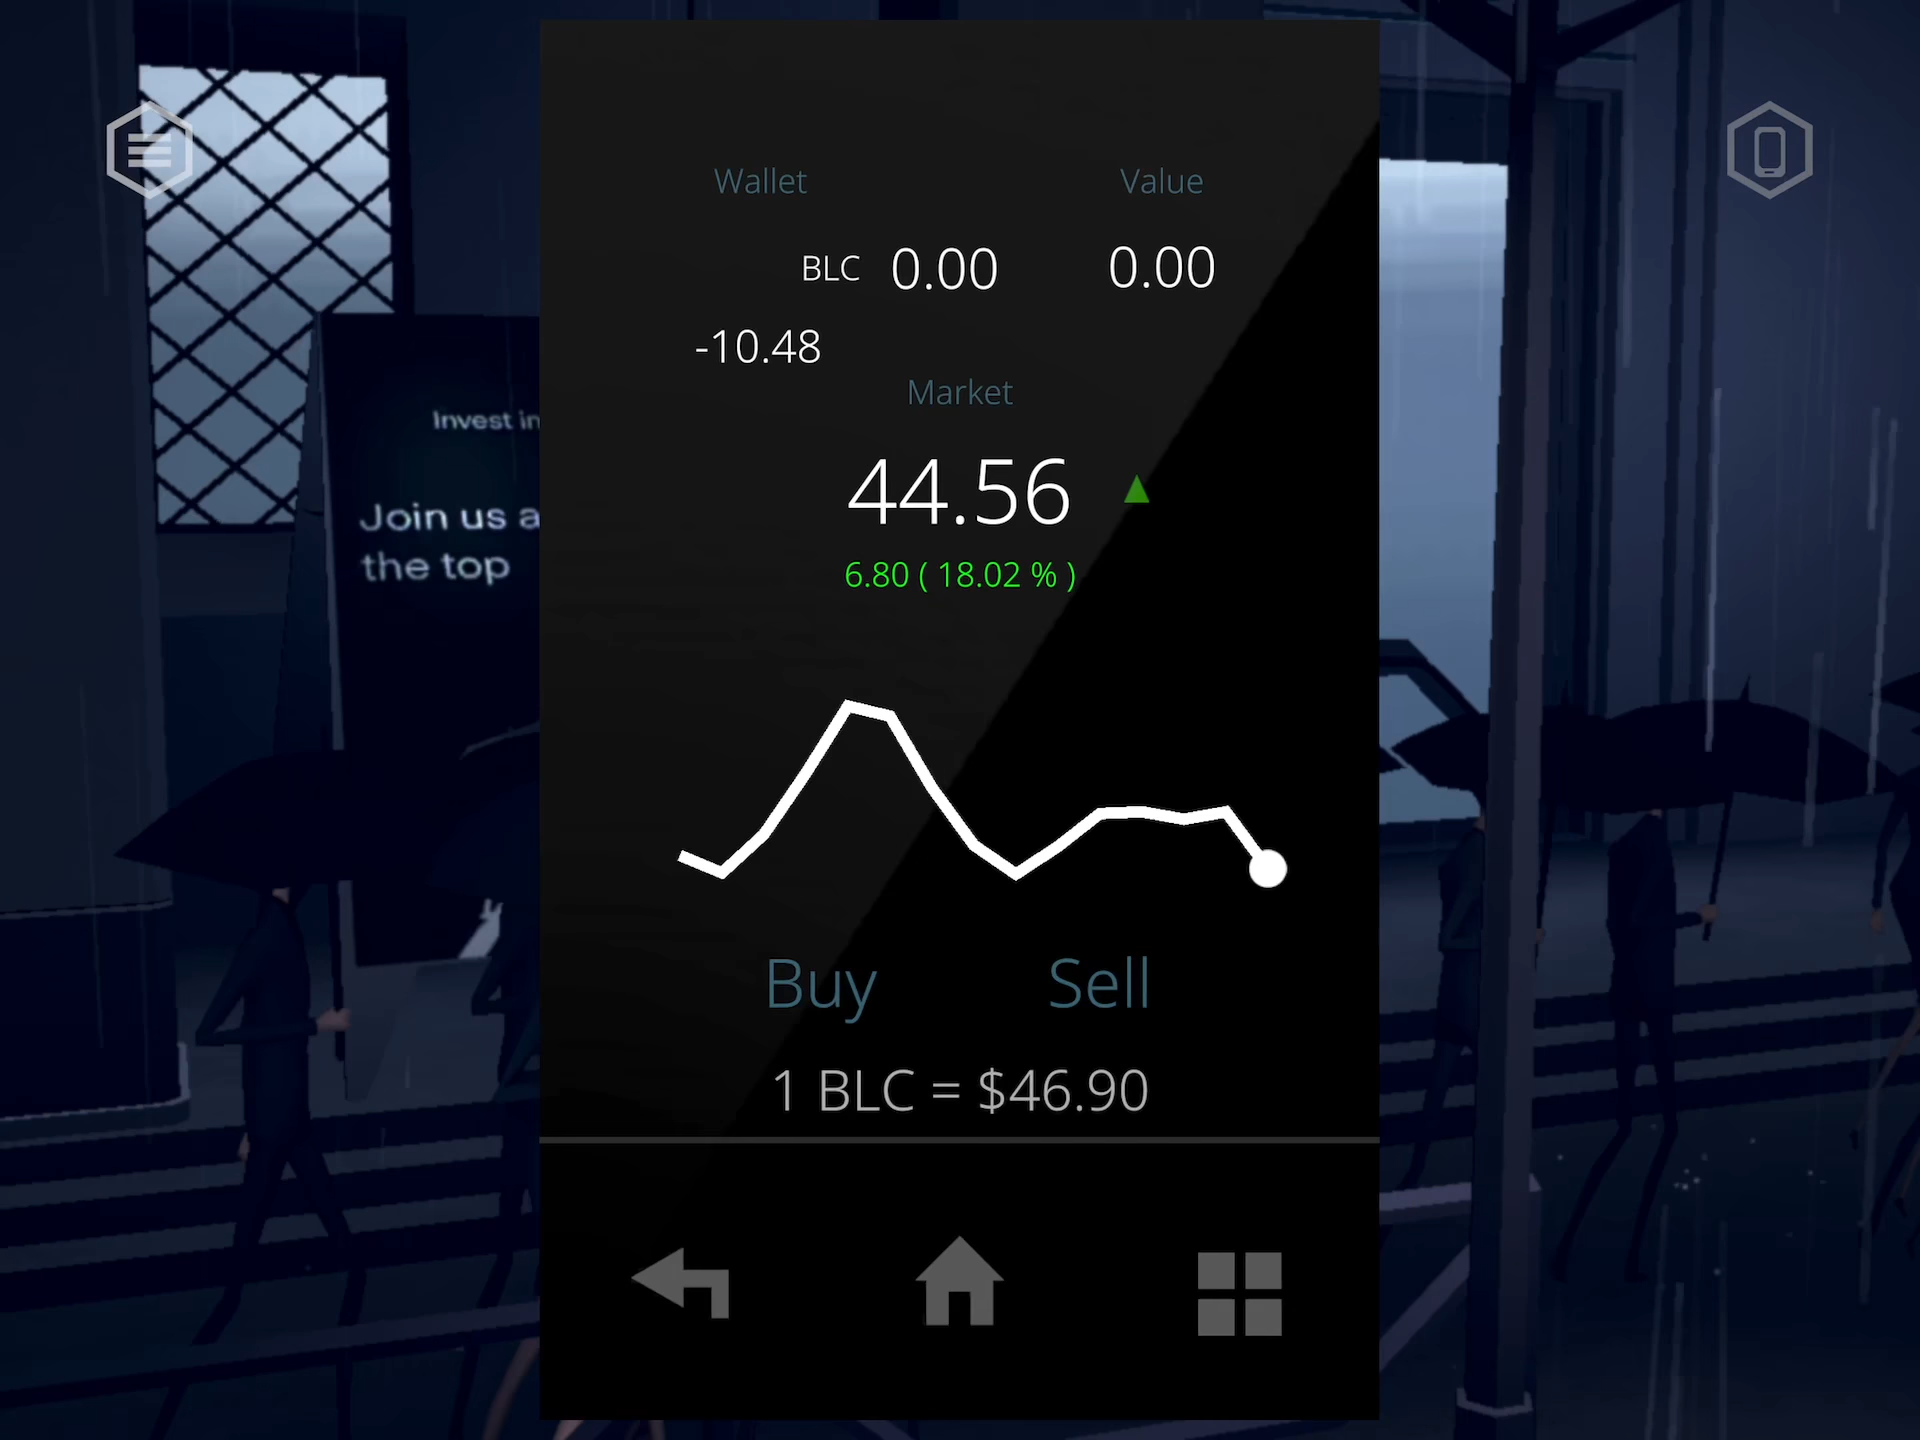 Wallet Value
BLC 0.00 0.00
-10.48
Market
44.56
6.80 ( 18.02 % )
Invest in
Join us a
the top
Buy Sell
1 BLC = $46.90